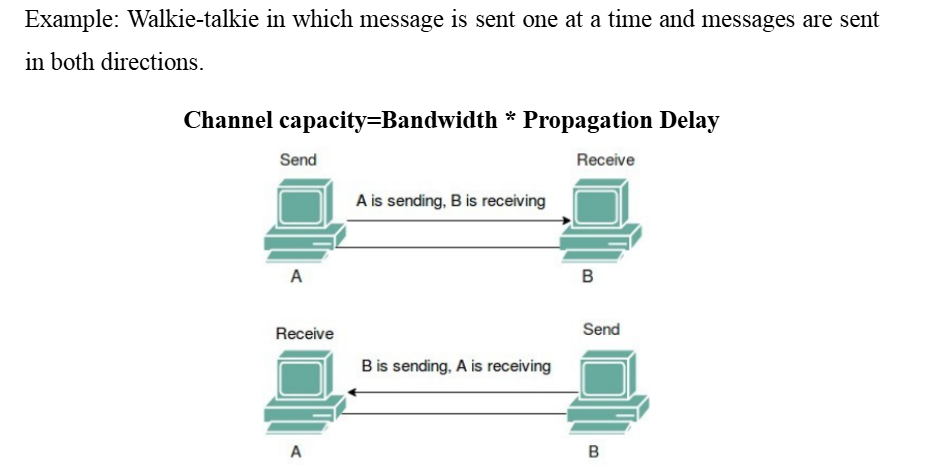 Example: Walkie-talkie in which message is sent one at a time and messages are sent
in both directions.
Channel capacity=Bandwidth * Propagation Delay
Send
Receive
A is sending, B is receiving
A
B
Receive
Send
B is sending, A is receiving
A
B